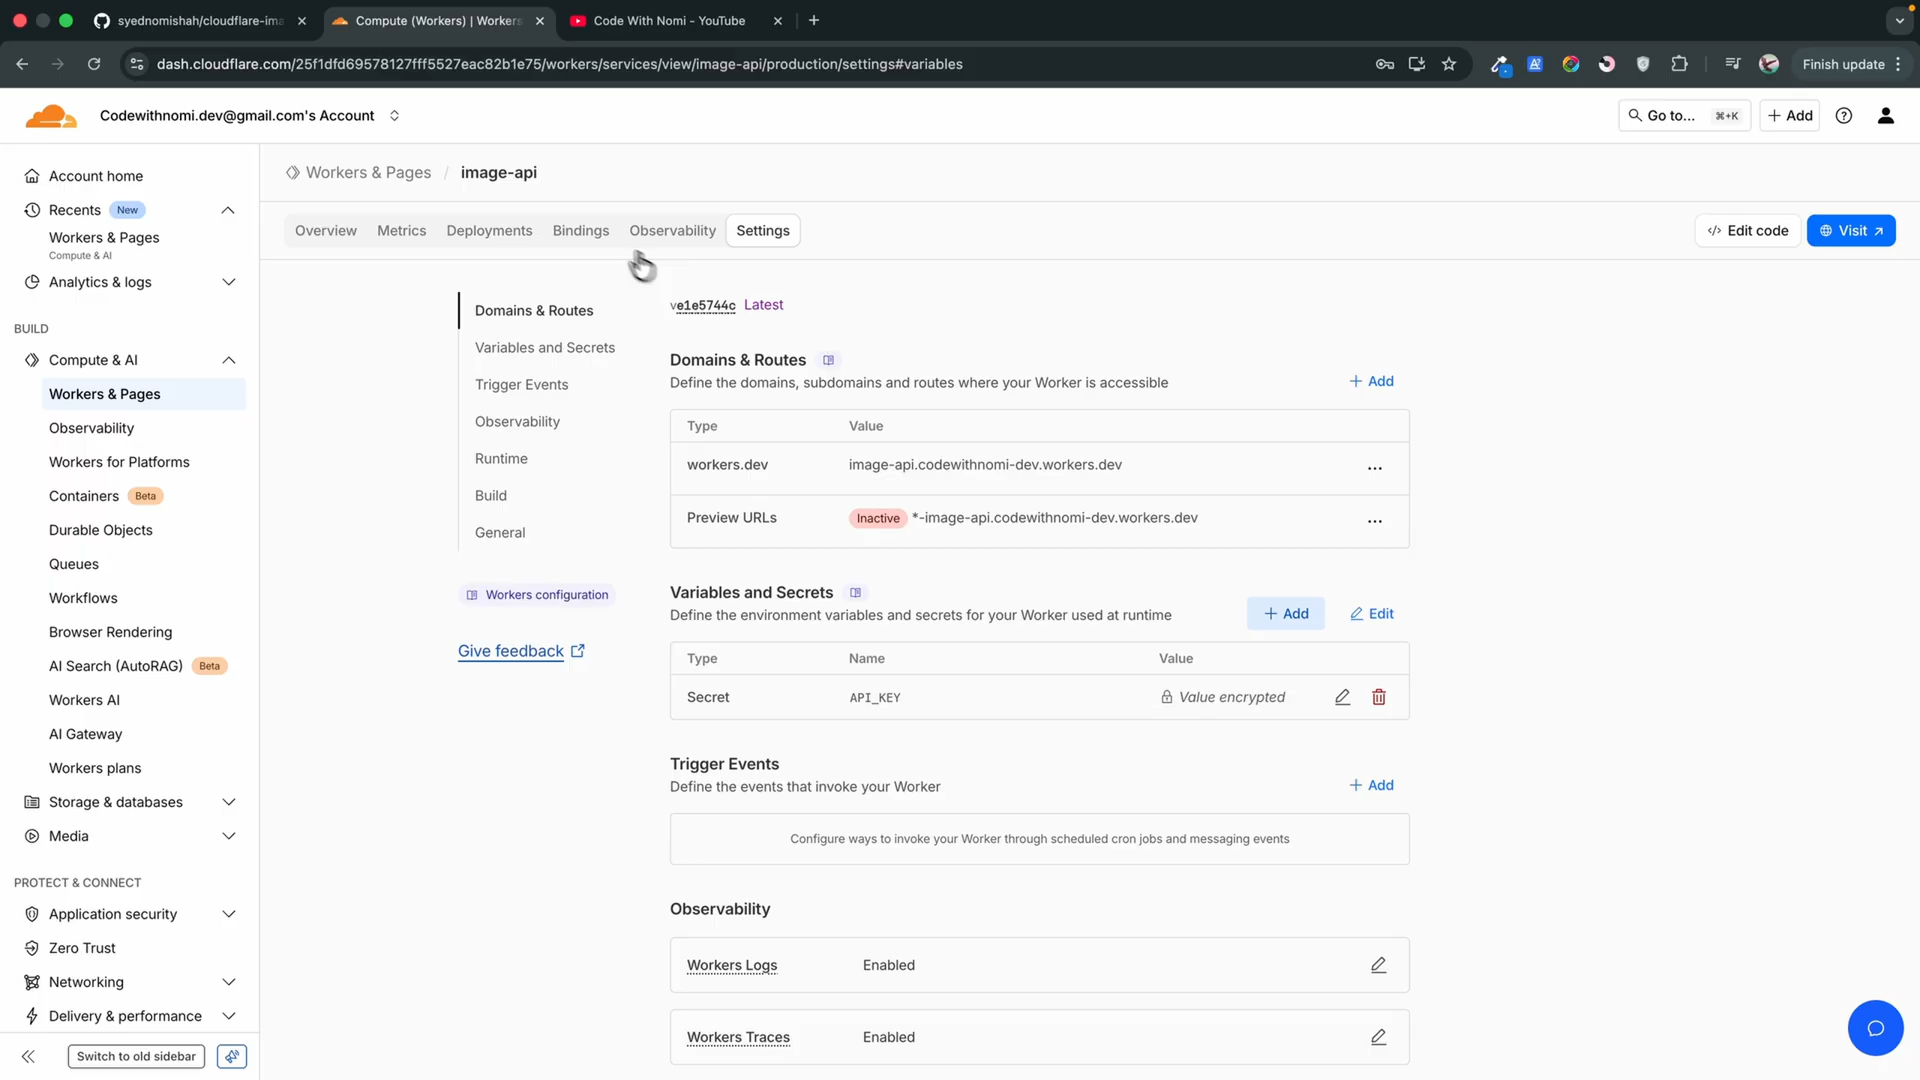 syednomishah/cloudflare-ima
Compute (Workers) | Workers
Code With Nomi - YouTube
dash.cloudflare.com/25f1dfd69578127fff5527eac82b1e75/workers/services/view/image-api/production/settings#variables
Finish update
Codewithnomi.dev@gmail.com's Account
Go to... ⌘+K
+ Add
Account home
Recents New
Workers & Pages
Compute & AI
Analytics & logs
BUILD
Compute & AI
Workers & Pages
Observability
Workers for Platforms
Containers Beta
Durable Objects
Queues
Workflows
Browser Rendering
AI Search (AutoRAG) Beta
Workers AI
AI Gateway
Workers plans
Storage & databases
Media
PROTECT & CONNECT
Application security
Zero Trust
Networking
Delivery & performance
Switch to old sidebar
Workers & Pages / image-api
Overview Metrics Deployments Bindings Observability Settings
</> Edit code
Visit
Domains & Routes
Variables and Secrets
Trigger Events
Observability
Runtime
Build
General
Workers configuration
Give feedback
ve1e5744c Latest
Domains & Routes
Define the domains, subdomains and routes where your Worker is accessible
+ Add
Type Value
workers.dev image-api.codewithnomi-dev.workers.dev ...
Preview URLs Inactive *-image-api.codewithnomi-dev.workers.dev ...
Variables and Secrets
Define the environment variables and secrets for your Worker used at runtime
+ Add Edit
Type Name Value
Secret API_KEY Value encrypted
Trigger Events
Define the events that invoke your Worker
+ Add
Configure ways to invoke your Worker through scheduled cron jobs and messaging events
Observability
Workers Logs Enabled
Workers Traces Enabled